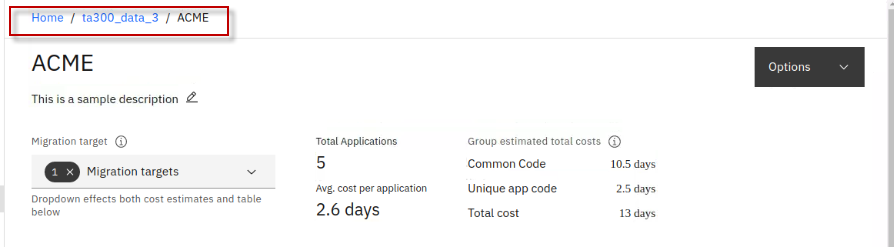 Home / ta300_data_3 / ACME
ACME
Options
This is a sample description
Migration target
1 × Migration targets
Dropdown effects both cost estimates and table
below
Total Applications
5
Avg. cost per application
2.6 days
Group estimated total costs
Common Code 10.5 days
Unique app code 2.5 days
Total cost 13 days